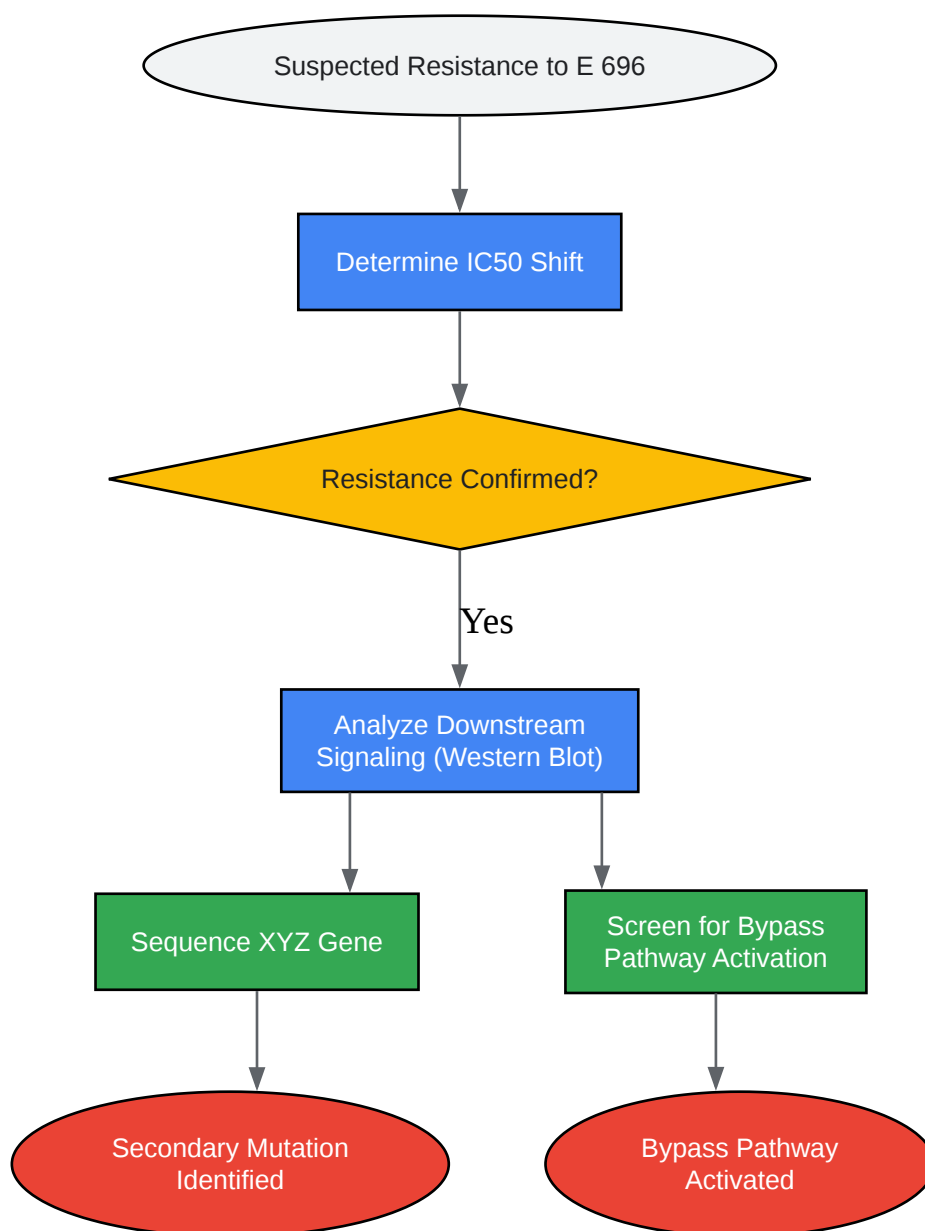 Suspected Resistance to E 696
Determine IC50 Shift
Resistance Confirmed?
Yes
Analyze Downstream
Signaling (Western Blot)
Sequence XYZ Gene
Screen for Bypass
Pathway Activation
Secondary Mutation
Identified
Bypass Pathway
Activated